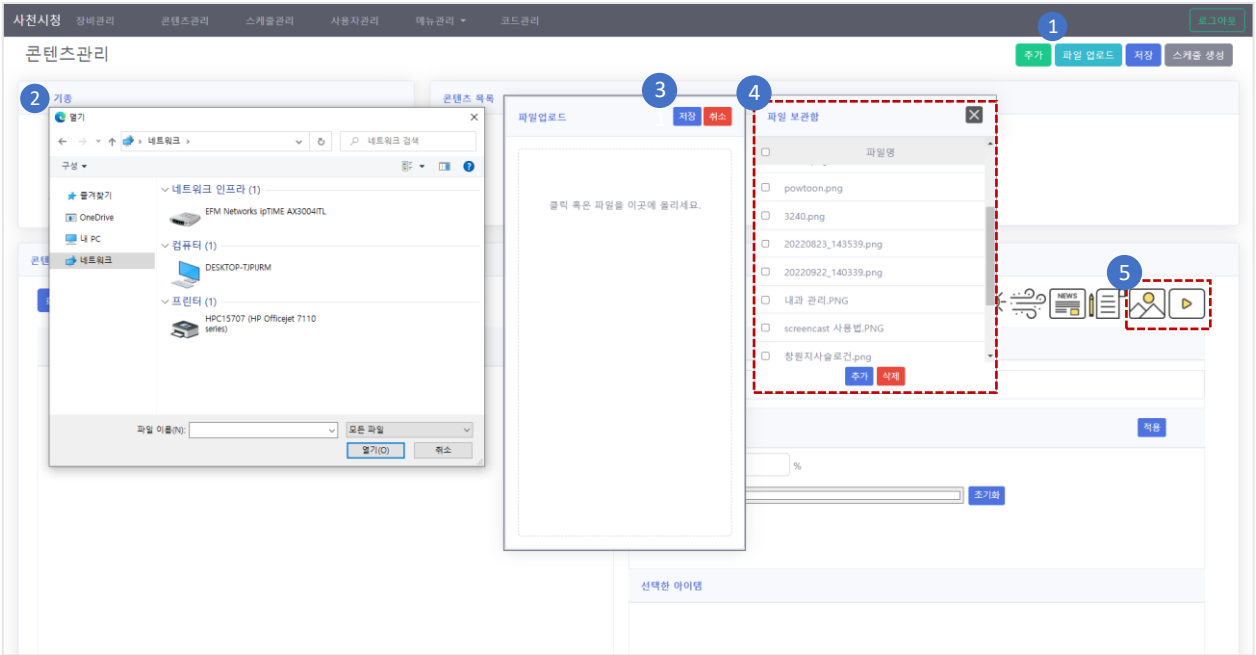 사천시청 장비관리 콘텐츠관리 스케줄관리 사용자관리 메뉴관리 코드관리 로그아웃
1
콘텐츠관리
추가 파일 업로드 저장 스케줄 생성
2 기종
콘텐츠 목록
3
4
열기
네트워크
네트워크 검색
구성
즐겨찾기
OneDrive
내 PC
네트워크
네트워크 인프라 (1)
EFM Networks ipTIME AX3004ITL
컴퓨터 (1)
DESKTOP-TJPURM
프린터 (1)
HPC15707 (HP Officejet 7110
series)
파일 이름(N):
모든 파일
열기(O) 취소
파일업로드 저장 취소
클릭 혹은 파일을 이곳에 올리세요.
파일 보관함
파일명
powtoon.png
3240.png
20220823_143539.png
20220922_140339.png
내과 관리.PNG
screencast 사용법.PNG
창원지사술로건.png
추가 삭제
5
NEWS
적용
%
초기화
선택한 아이템